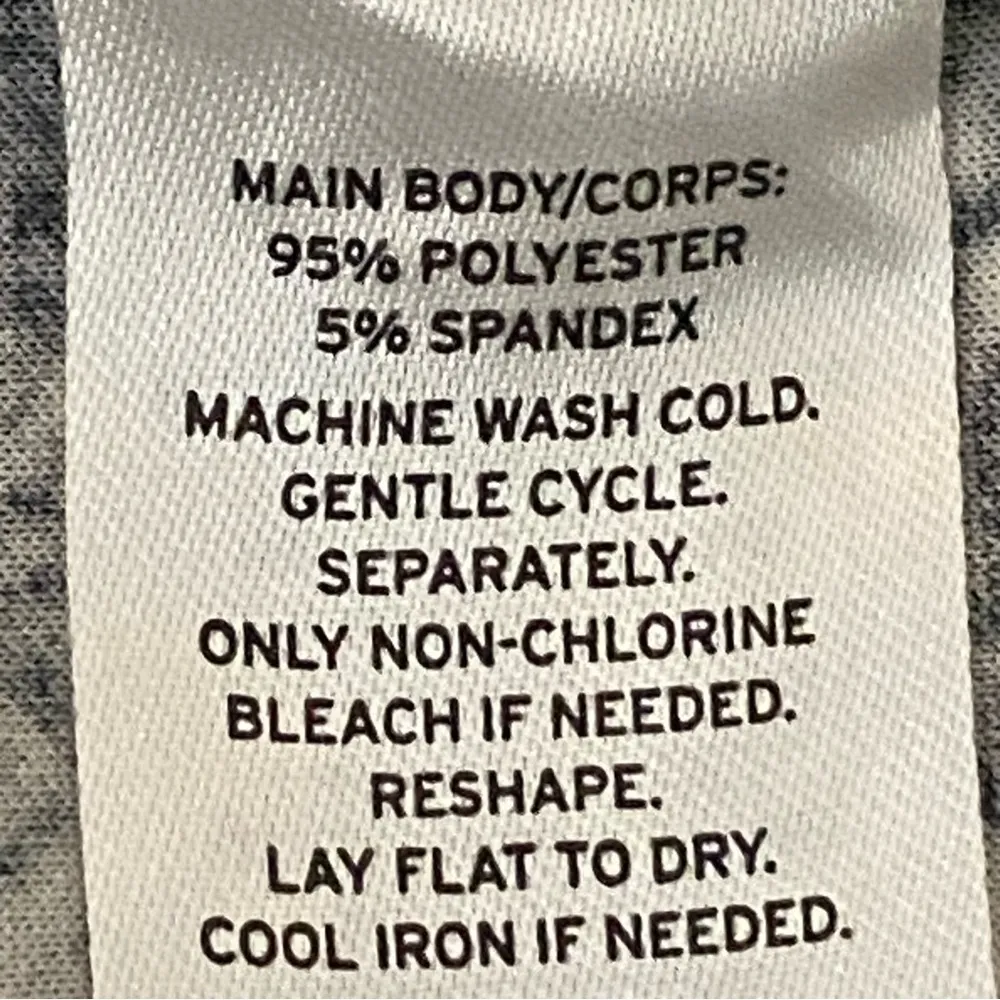 MAIN BODY/CORPS:
95% POLYESTER
5% SPANDEX
MACHINE WASH COLD.
GENTLE CYCLE.
SEPARATELY.
ONLY NON-CHLORINE
BLEACH IF NEEDED.
RESHAPE.
LAY FLAT TO DRY.
COOL IRON IF NEEDED.